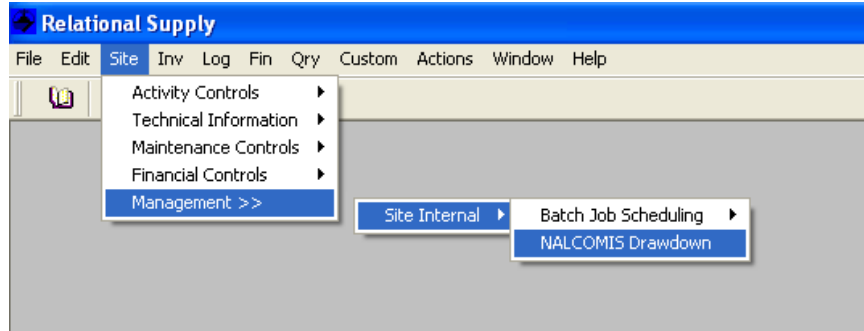 Relational Supply
File Edit Site Inv Log Fin Qry Custom Actions Window Help
Activity Controls
Technical Information
Maintenance Controls
Financial Controls
Management >>
Site Internal
Batch Job Scheduling
NALCOMIS Drawdown